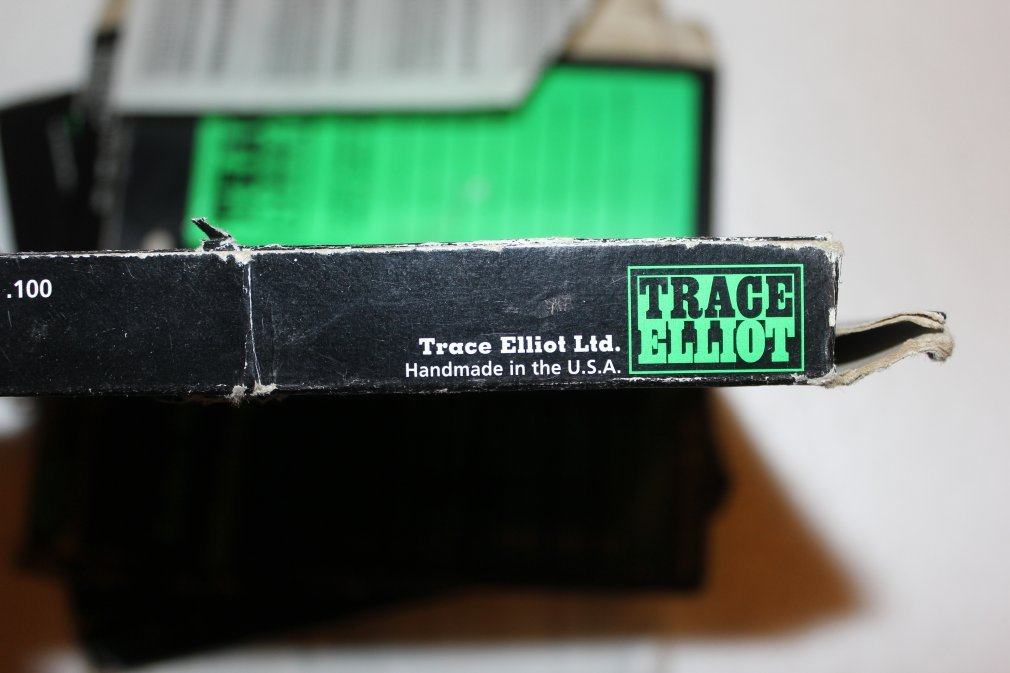 .100
Trace Elliot Ltd.
Handmade in the U.S.A.
TRACE
ELLIOT